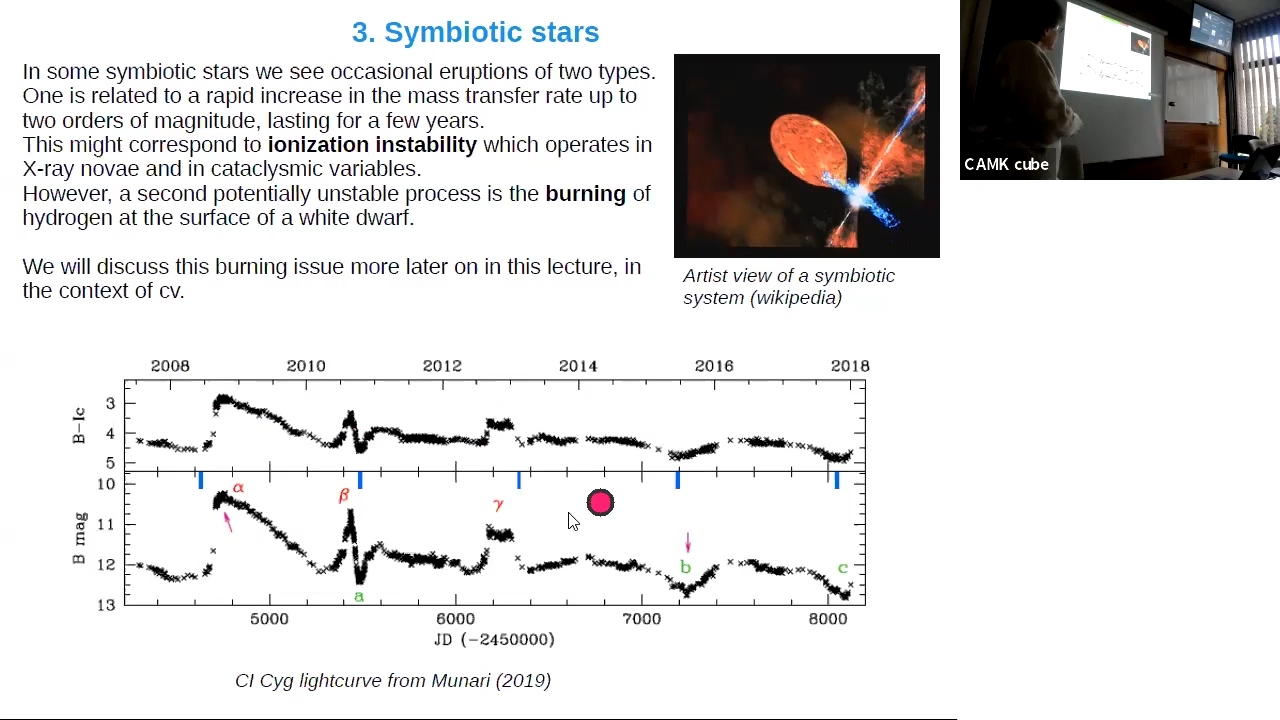 3. Symbiotic stars
In some symbiotic stars we see occasional eruptions of two types.
One is related to a rapid increase in the mass transfer rate up to
two orders of magnitude, lasting for a few years.
This might correspond to ionization instability which operates in
X-ray novae and in cataclysmic variables.
However, a second potentially unstable process is the burning of
hydrogen at the surface of a white dwarf.
We will discuss this burning issue more later on in this lecture, in
the context of cv.
Artist view of a symbiotic
system (wikipedia)
CAMK cube
2008 2010 2012 2014 2016 2018
B-Ic
3
4
5
B mag
10
11
12
13
α
β
γ
a
b
c
5000 6000 7000 8000
JD (-2450000)
CI Cyg lightcurve from Munari (2019)